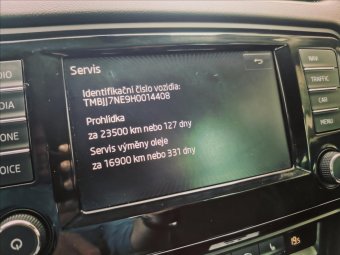 Servis
Identifikační číslo vozidla:
TMBJJ7NE9H0014408
Prohlídka
za 23500 km nebo 127 dny
Servis výměny oleje
za 16900 km nebo 331 dny
NAV
TRAFFIC
CAR
MENU
DIO
DIA
ONE
OICE